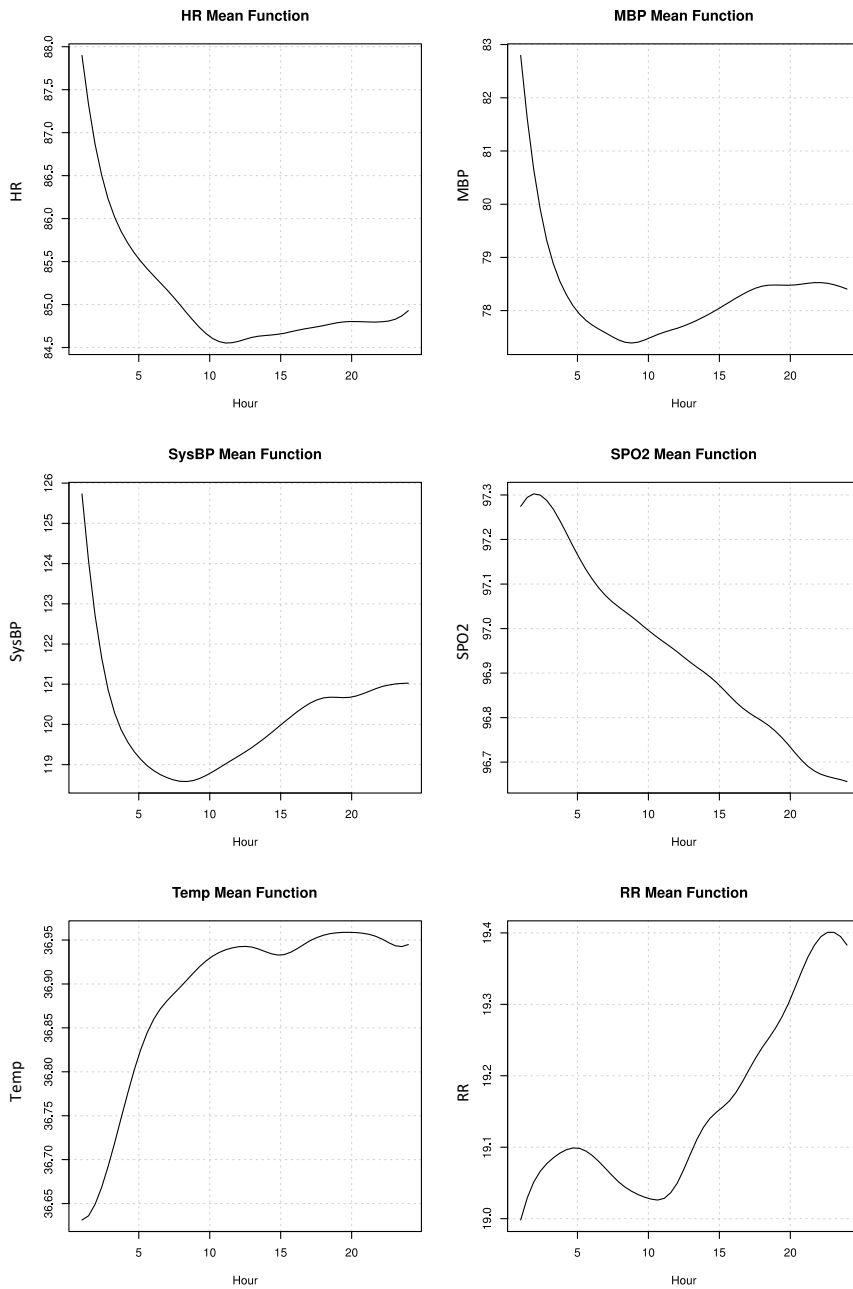 HR Mean Function
88.0
87.5
87.0
86.5
86.0
85.5
85.0
84.5
HR
5 10 15 20
Hour
MBP Mean Function
83
82
81
80
79
78
MBP
5 10 15 20
Hour
SysBP Mean Function
126
125
124
123
122
121
120
119
SysBP
5 10 15 20
Hour
SPO2 Mean Function
97.3
97.2
97.1
97.0
96.9
96.8
96.7
SPO2
5 10 15 20
Hour
Temp Mean Function
36.95
36.90
36.85
36.80
36.75
36.70
36.65
Temp
5 10 15 20
Hour
RR Mean Function
19.4
19.3
19.2
19.1
19.0
RR
5 10 15 20
Hour